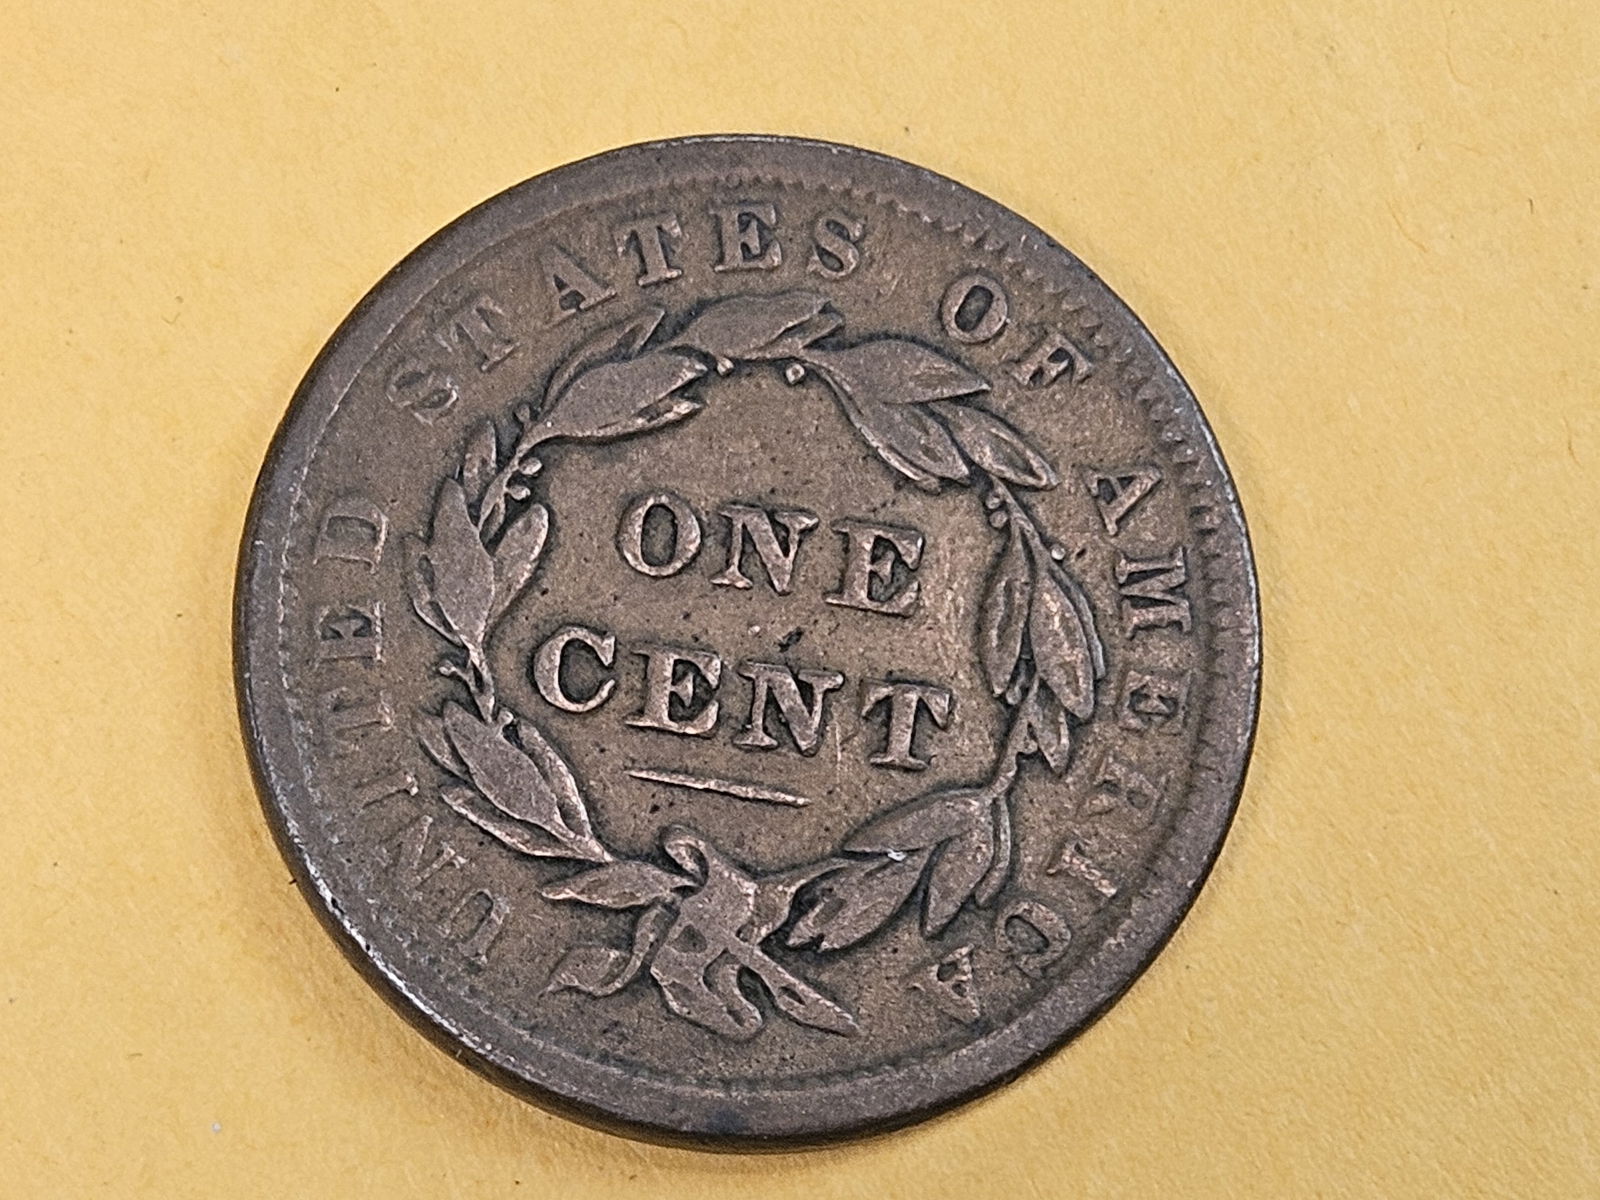 UNITED STATES OF AMERICA
ONE
CENT